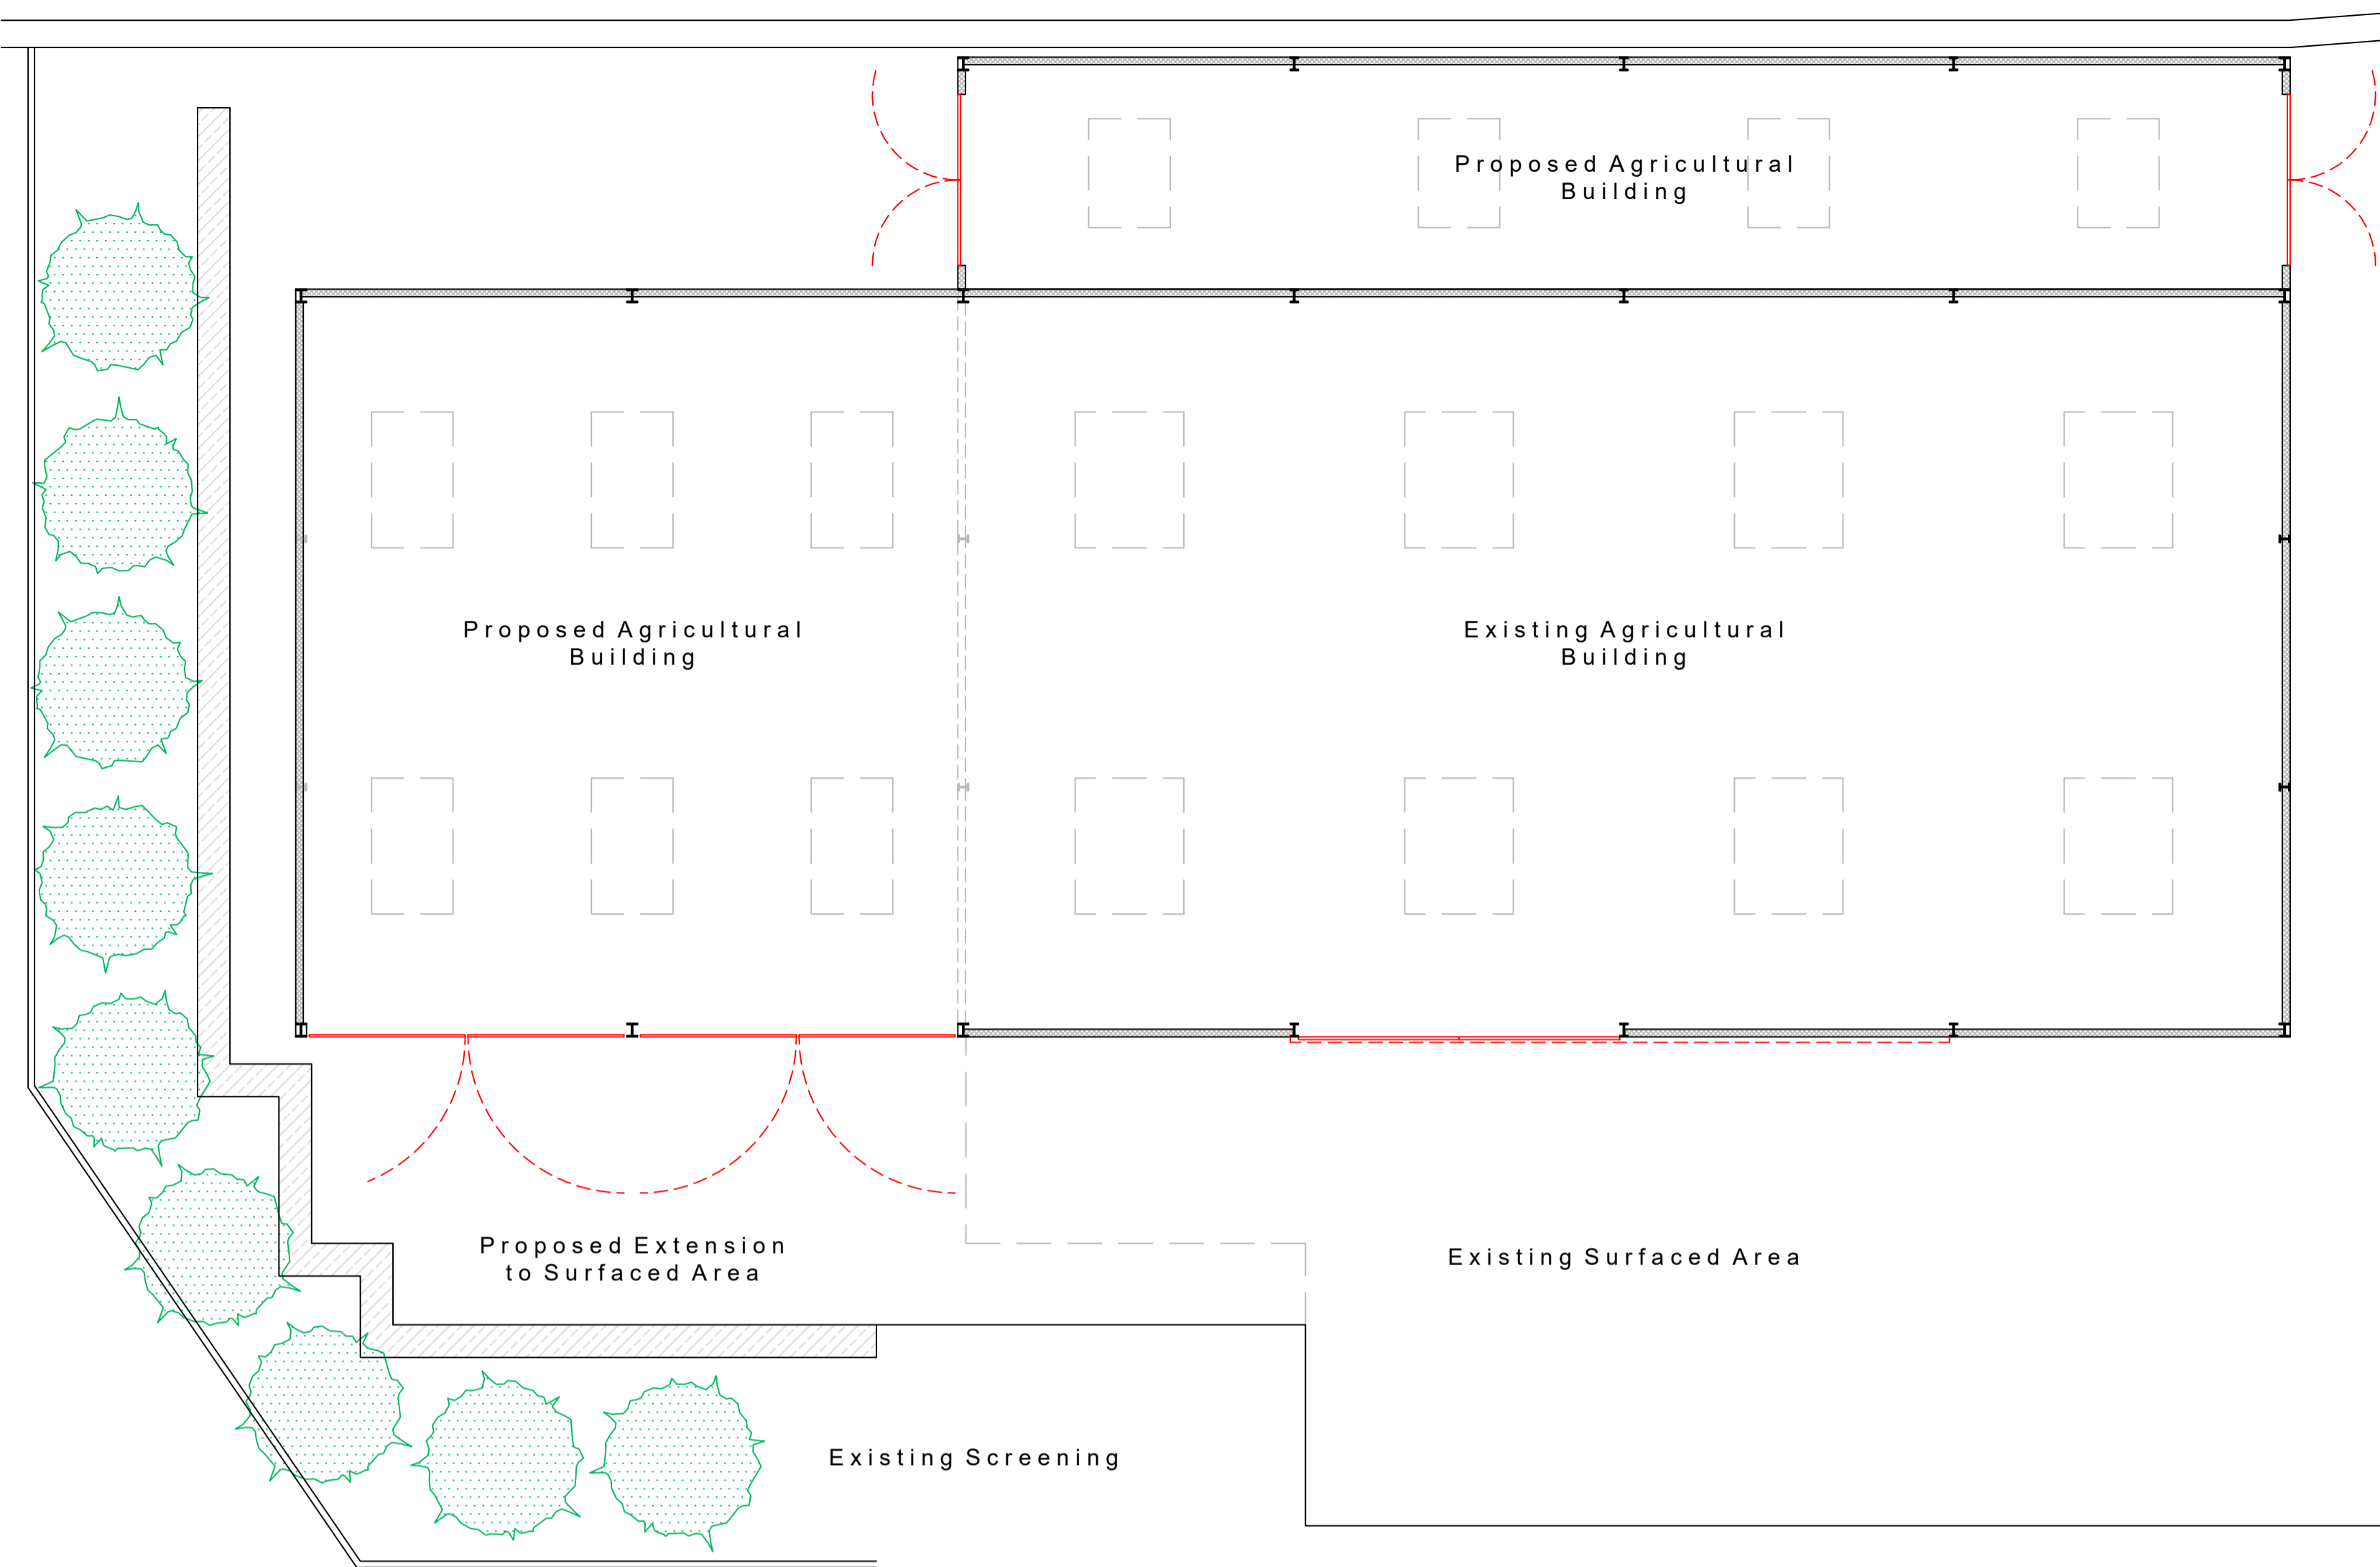 Proposed Agricultural
Building
Proposed Agricultural
Building
Existing Agricultural
Building
Proposed Extension
to Surfaced Area
Existing Surfaced Area
Existing Screening